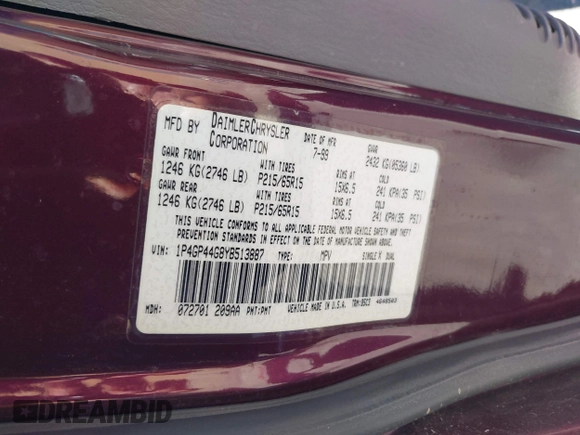 MFD BY DAIMLERCHRYSLER CORPORATION
DATE OF MFR 7-99
GVWR 2432 KG(05360 LB)
GAWR FRONT WITH TIRES RIMS AT COLD
1246 KG(2746 LB) P215/65R15 15X6.5 241 KPA(35 PSI)
GAWR REAR WITH TIRES RIMS AT COLD
1246 KG(2746 LB) P215/65R15 15X6.5 241 KPA(35 PSI)
THIS VEHICLE CONFORMS TO ALL APPLICABLE FEDERAL MOTOR VEHICLE SAFETY AND THEFT
PREVENTION STANDARDS IN EFFECT ON THE DATE OF MANUFACTURE SHOWN ABOVE.
VIN: 1P4GP44G8YB513887 TYPE: MPV SINGLE X DUAL
MDH: 072701 209AA PNT:PMT VEHICLE MADE IN U.S.A. TRM:B5C3
DREAMBID